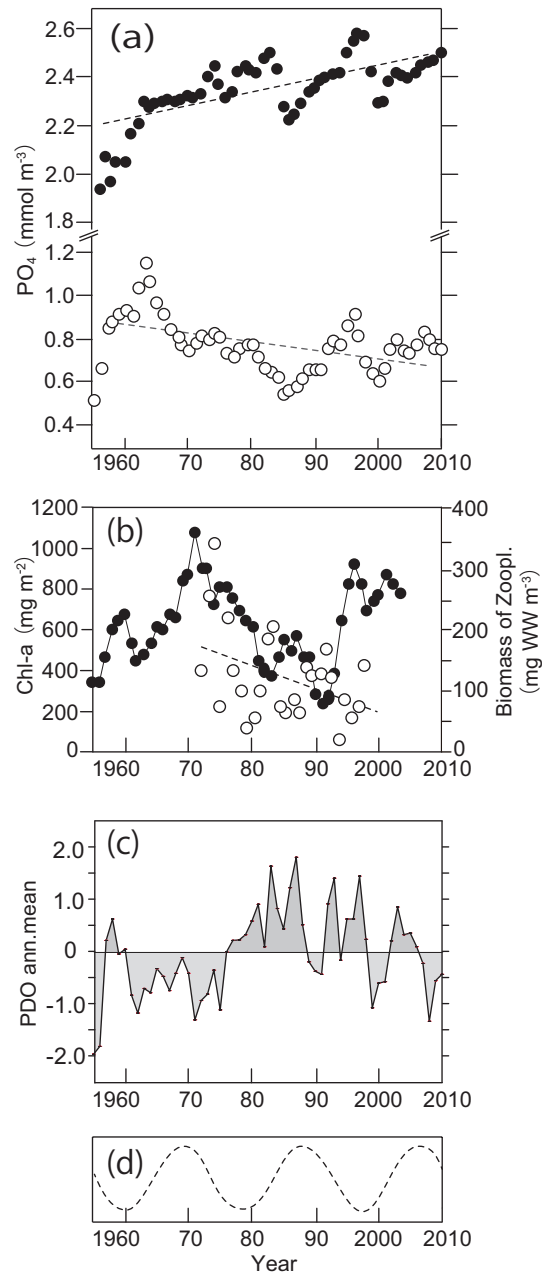 (a)
2.6
2.4
2.2
2.0
1.8
1.2
1.0
0.8
0.6
0.4
PO₄ (mmol m⁻³)
1960 70 80 90 2000 2010
(b)
1200
1000
800
600
400
200
0
Chl-a (mg m⁻²)
400
300
200
100
0
Biomass of Zoopl.
(mg WW m⁻³)
1960 70 80 90 2000 2010
(c)
2.0
1.0
0
-1.0
-2.0
PDO ann.mean
1960 70 80 90 2000 2010
(d)
1960 70 80 90 2000 2010
Year